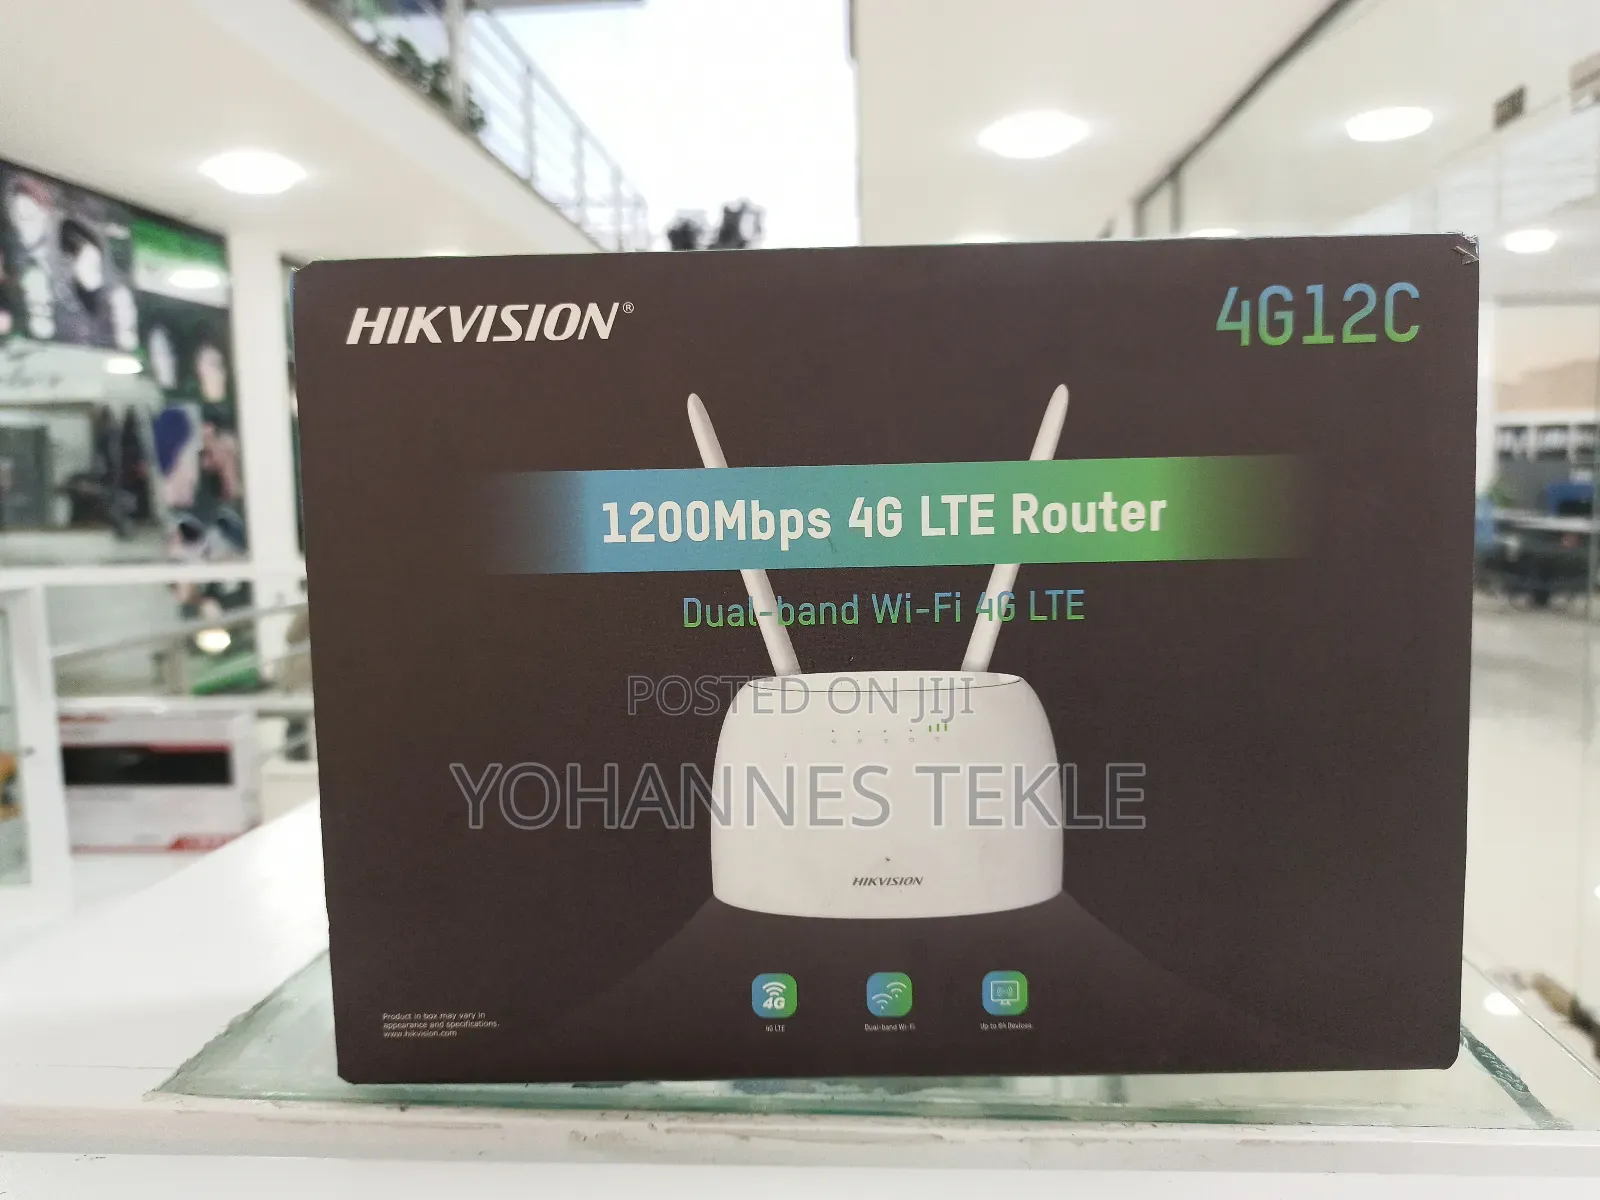 HIKVISION®
4G12C
1200Mbps 4G LTE Router
Dual-band Wi-Fi 4G LTE
POSTED ON JIJI
YOHANNES TEKLE
HIKVISION
4G
4G LTE
Dual-band Wi-Fi
Up to 64 Devices
Product in box may vary in
appearance and specifications.
www.hikvision.com